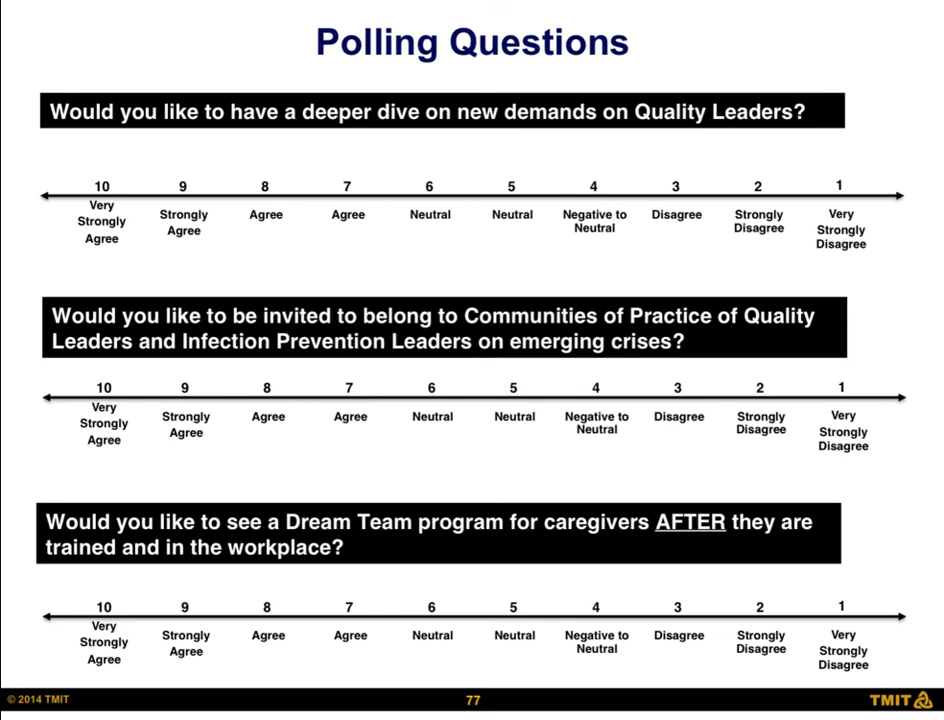 Polling Questions
Would you like to have a deeper dive on new demands on Quality Leaders?
10 9 8 7 6 5 4 3 2 1
Very Strongly Agree Strongly Agree Agree Agree Neutral Neutral Negative to Neutral Disagree Strongly Disagree Very Strongly Disagree
Would you like to be invited to belong to Communities of Practice of Quality
Leaders and Infection Prevention Leaders on emerging crises?
10 9 8 7 6 5 4 3 2 1
Very Strongly Agree Strongly Agree Agree Agree Neutral Neutral Negative to Neutral Disagree Strongly Disagree Very Strongly Disagree
Would you like to see a Dream Team program for caregivers AFTER they are
trained and in the workplace?
10 9 8 7 6 5 4 3 2 1
Very Strongly Agree Strongly Agree Agree Agree Neutral Neutral Negative to Neutral Disagree Strongly Disagree Very Strongly Disagree
© 2014 TMIT 77 TMIT